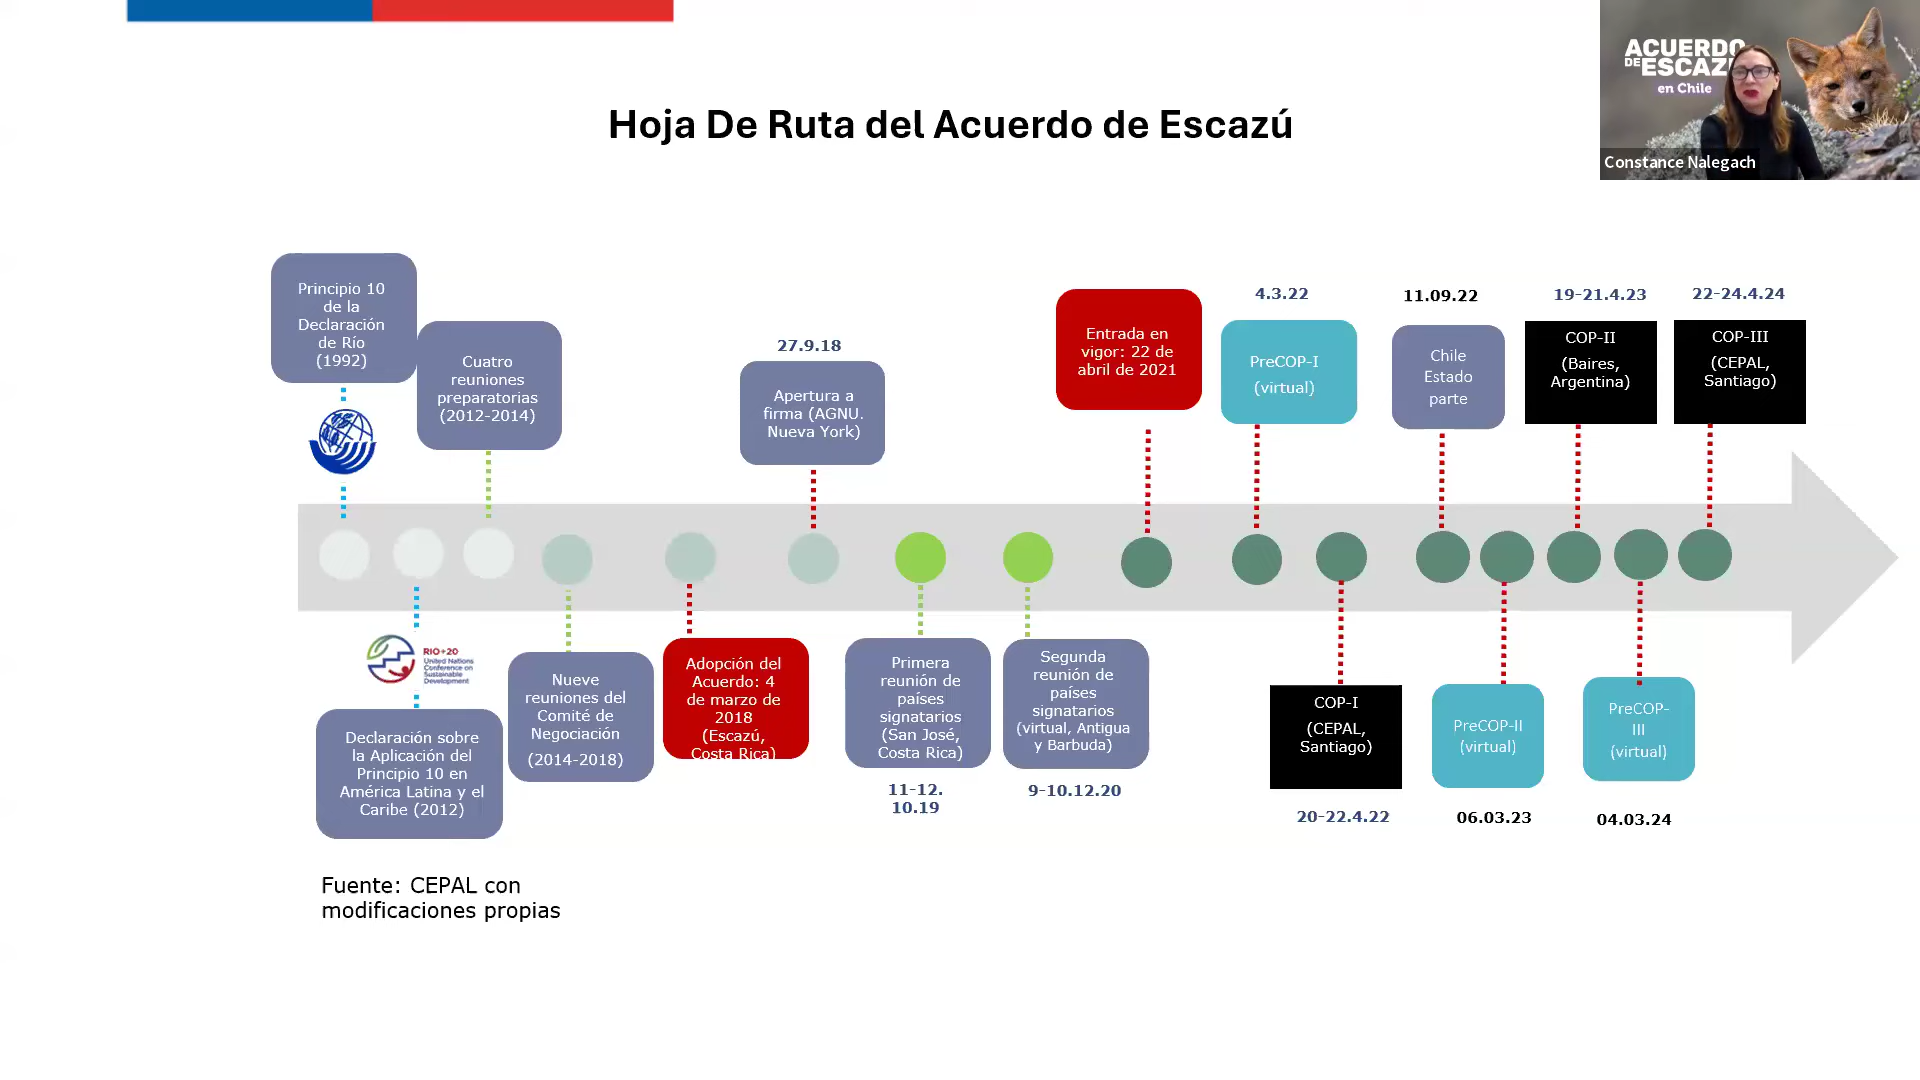 ACUERDO
DE ESCAZ
en Chile
Constance Nalegach
Hoja De Ruta del Acuerdo de Escazú
Principio 10
de la
Declaración
de Río
(1992)
Cuatro
reuniones
preparatorias
(2012-2014)
27.9.18
Apertura a
firma (AGNU.
Nueva York)
Entrada en
vigor: 22 de
abril de 2021
4.3.22
PreCOP-I
(virtual)
11.09.22
Chile
Estado
parte
19-21.4.23
COP-II
(Baires,
Argentina)
22-24.4.24
COP-III
(CEPAL,
Santiago)
RIO+20
United Nations
Conference on
Sustainable
Development
Declaración sobre
la Aplicación del
Principio 10 en
América Latina y el
Caribe (2012)
Nueve
reuniones del
Comité de
Negociación
(2014-2018)
Adopción del
Acuerdo: 4
de marzo de
2018
(Escazú,
Costa Rica)
Primera
reunión de
países
signatarios
(San José,
Costa Rica)
11-12.
10.19
Segunda
reunión de
países
signatarios
(virtual, Antigua
y Barbuda)
9-10.12.20
COP-I
(CEPAL,
Santiago)
20-22.4.22
PreCOP-II
(virtual)
06.03.23
PreCOP-
III
(virtual)
04.03.24
Fuente: CEPAL con
modificaciones propias